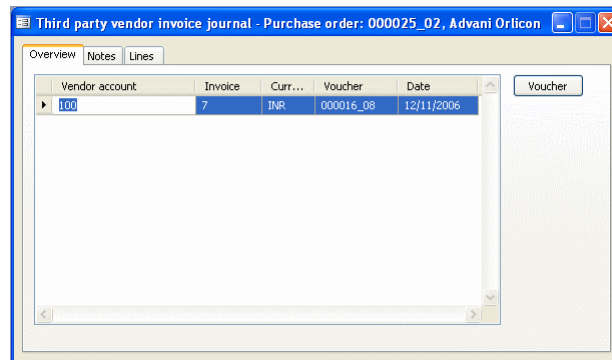 Third party vendor invoice journal - Purchase order: 000025_02, Advani Orlicon
Overview Notes Lines
Vendor account Invoice Curr... Voucher Date
100 7 INR 000016_08 12/11/2006
Voucher